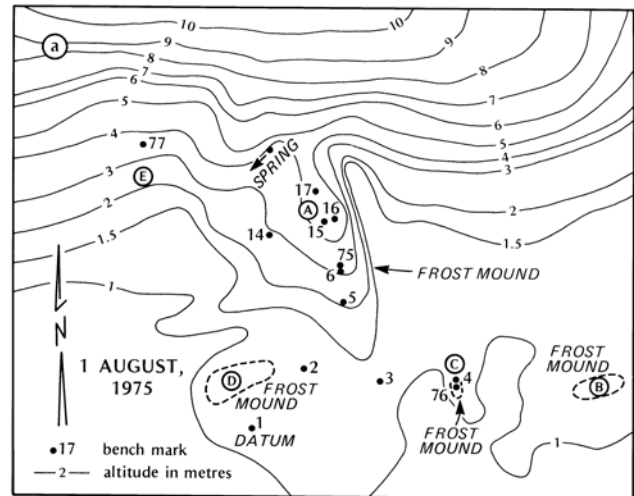 a
10
10
9
9
8
8
7
7
6
6
5
5
4
4
3
3
2
2
1.5
1.5
1
1
77
E
SPRING
17
A
16
15
14
75
6
5
FROST MOUND
N
1 AUGUST,
1975
D
FROST
MOUND
2
3
1
DATUM
C
4
76
FROST
MOUND
FROST
MOUND
B
•17 bench mark
—2— altitude in metres